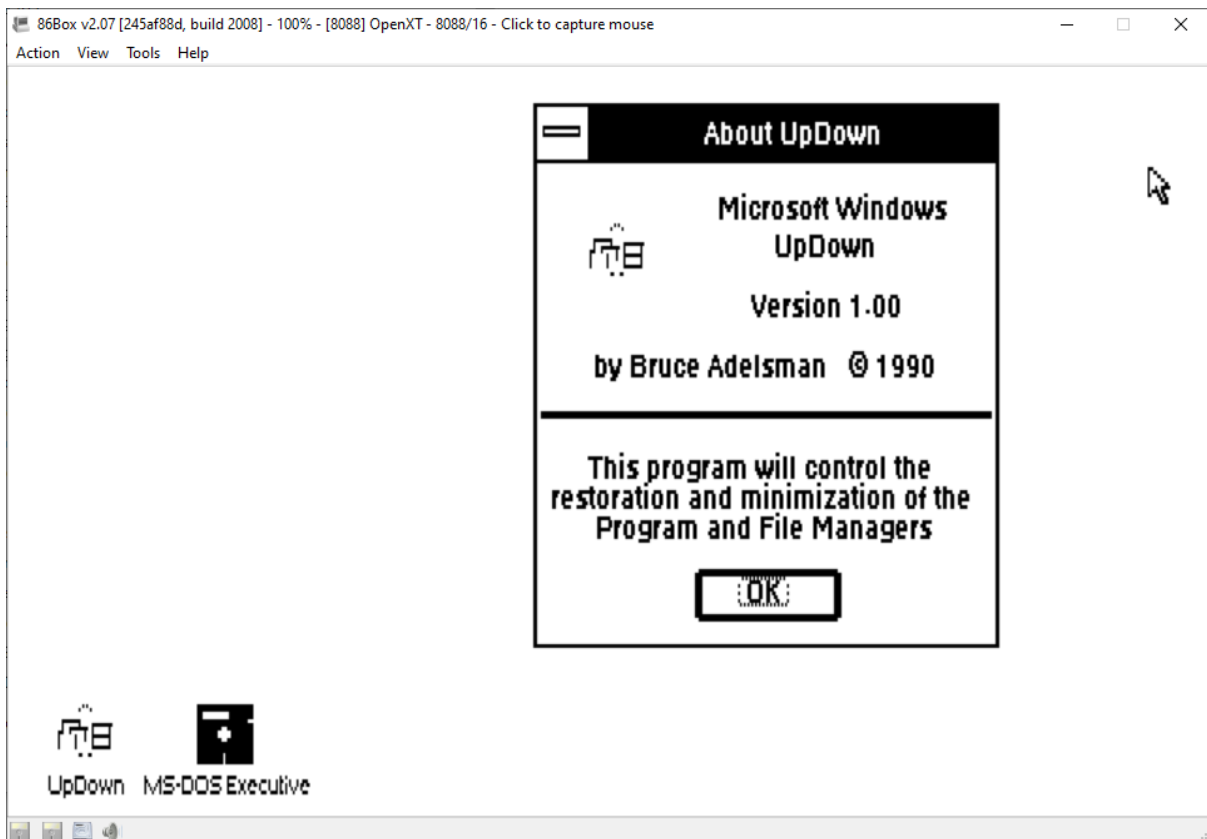 86Box v2.07 [245af88d, build 2008] - 100% - [8088] OpenXT - 8088/16 - Click to capture mouse
Action View Tools Help
About UpDown
Microsoft Windows
UpDown
Version 1.00
by Bruce Adelsman © 1990
This program will control the
restoration and minimization of the
Program and File Managers
OK
UpDown MS-DOS Executive